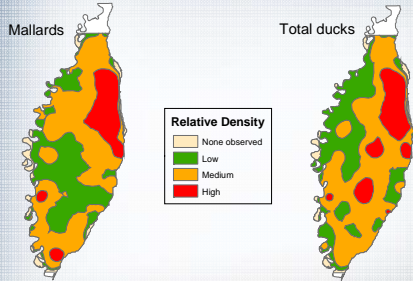 Mallards
Total ducks
Relative Density
None observed
Low
Medium
High